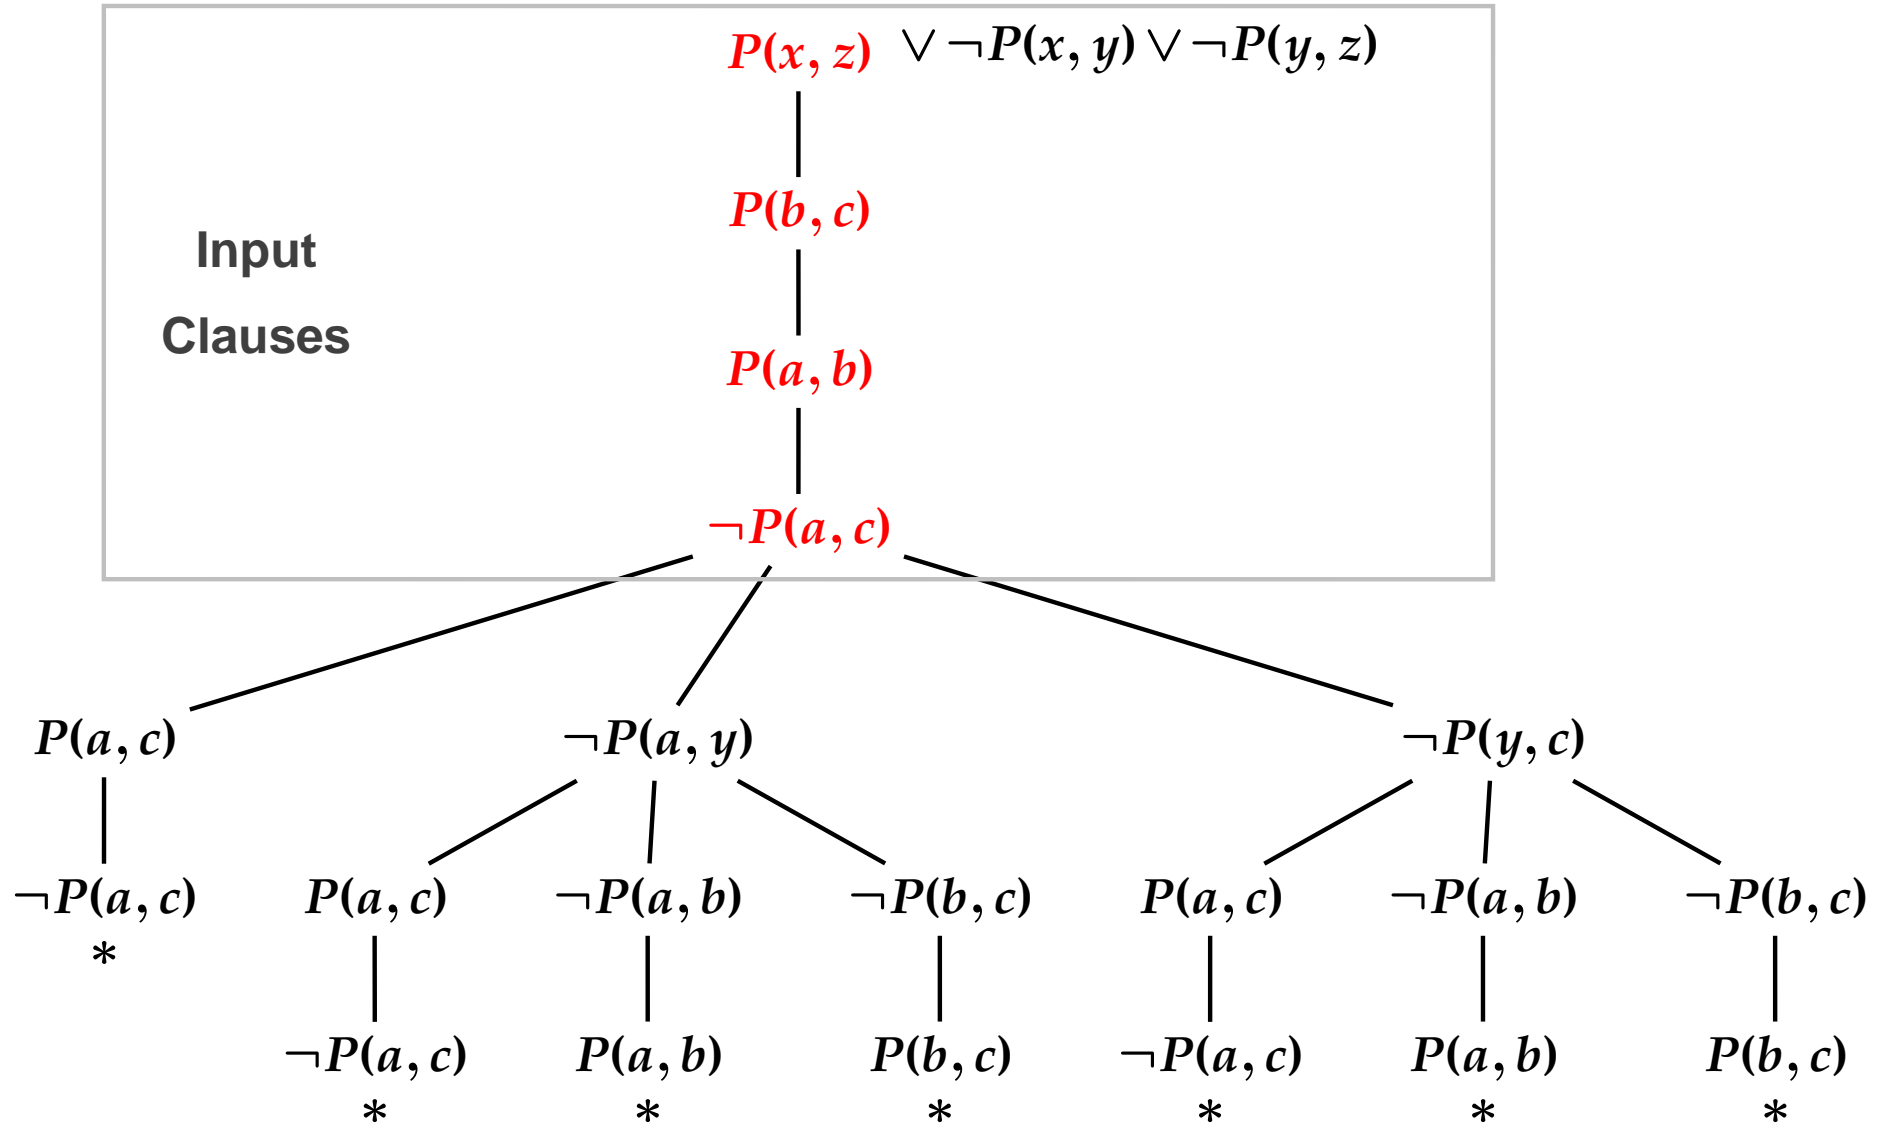 P(x, z) ∨ ¬P(x, y) ∨ ¬P(y, z)
P(b, c)
Input
Clauses
P(a, b)
¬P(a, c)
P(a, c) ¬P(a, y) ¬P(y, c)
¬P(a, c) P(a, c) ¬P(a, b) ¬P(b, c) P(a, c) ¬P(a, b) ¬P(b, c)
*
¬P(a, c) P(a, b) P(b, c) ¬P(a, c) P(a, b) P(b, c)
* * * * * *